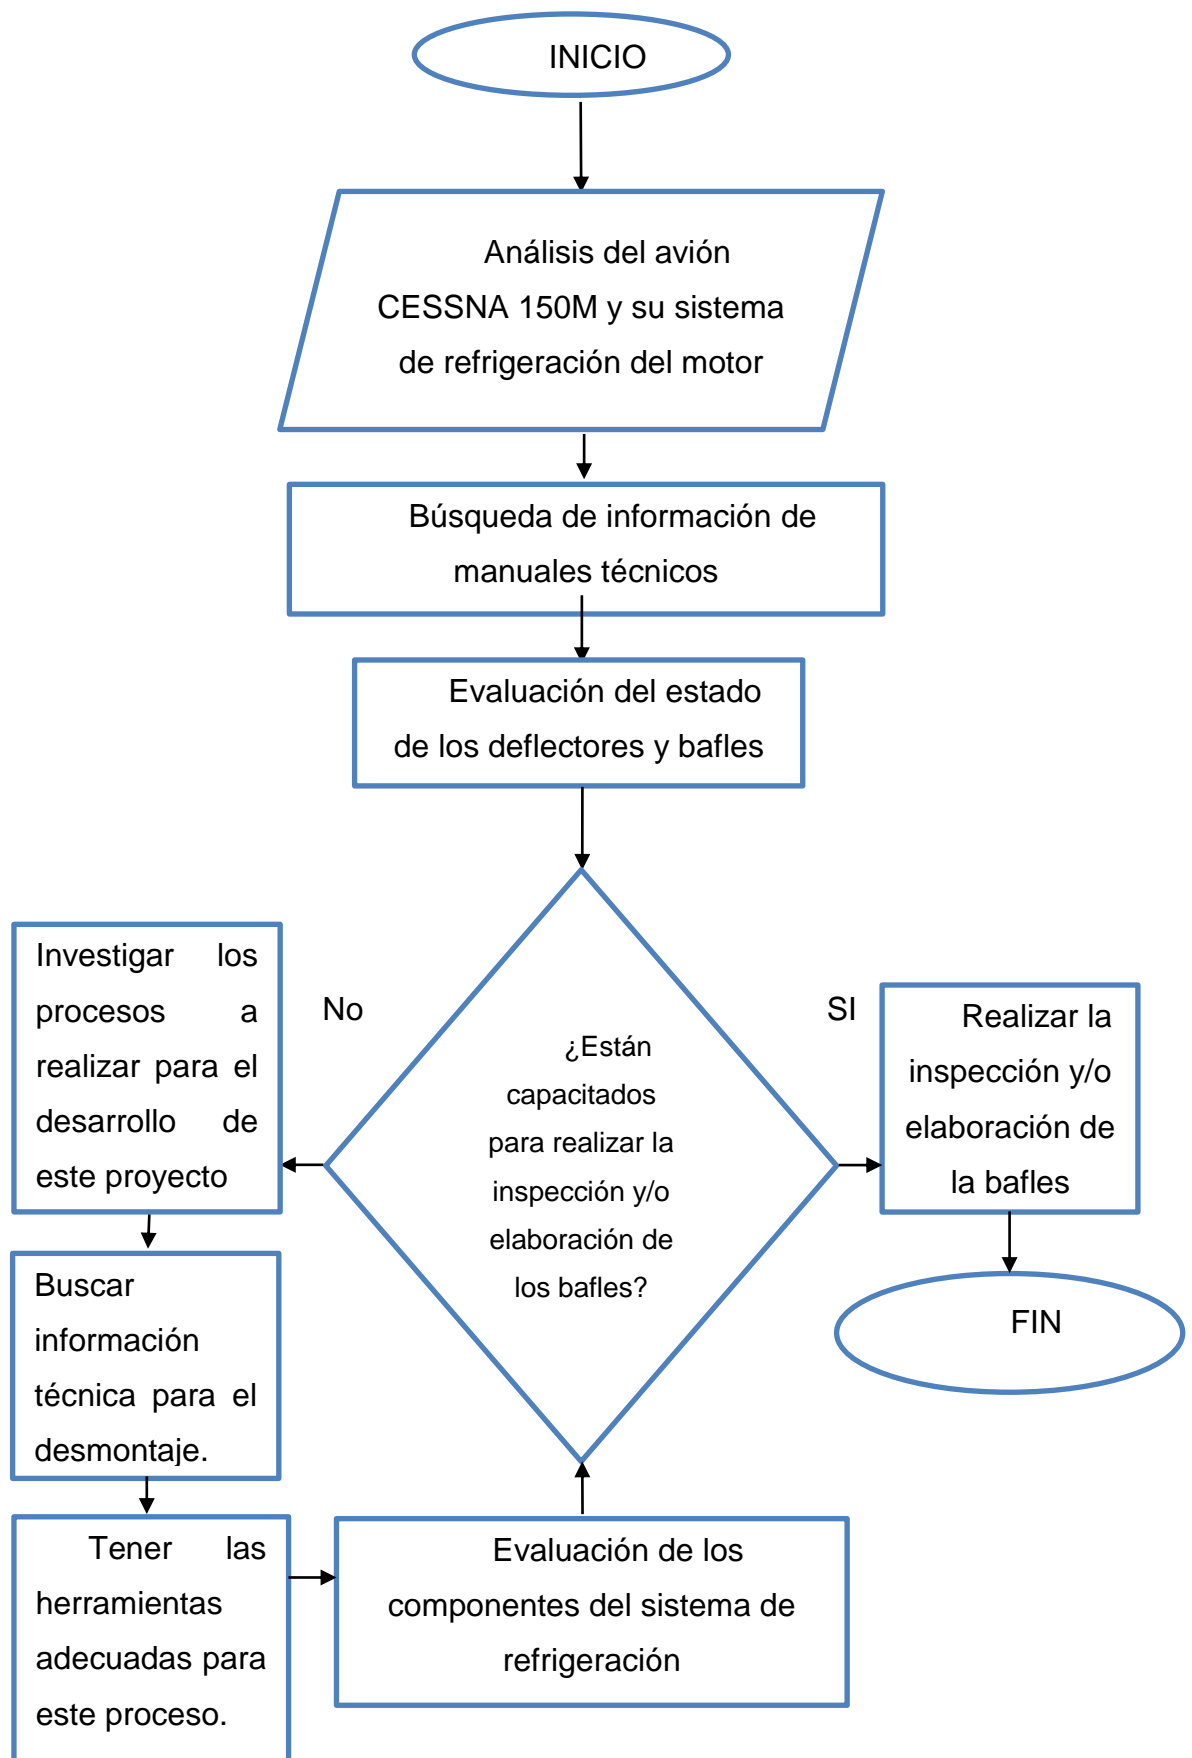 INICIO
Análisis del avión
CESSNA 150M y su sistema
de refrigeración del motor
Búsqueda de información de
manuales técnicos
Evaluación del estado
de los deflectores y bafles
¿Están
capacitados
para realizar la
inspección y/o
elaboración de
los bafles?
No
Investigar los
procesos a
realizar para el
desarrollo de
este proyecto
Buscar
información
técnica para el
desmontaje.
Tener las
herramientas
adecuadas para
este proceso.
Evaluación de los
componentes del sistema de
refrigeración
SI
Realizar la
inspección y/o
elaboración de
la bafles
FIN